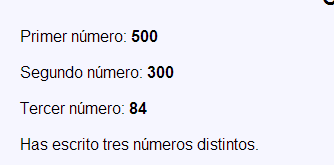 Primer número: 500
Segundo número: 300
Tercer número: 84
Has escrito tres números distintos.